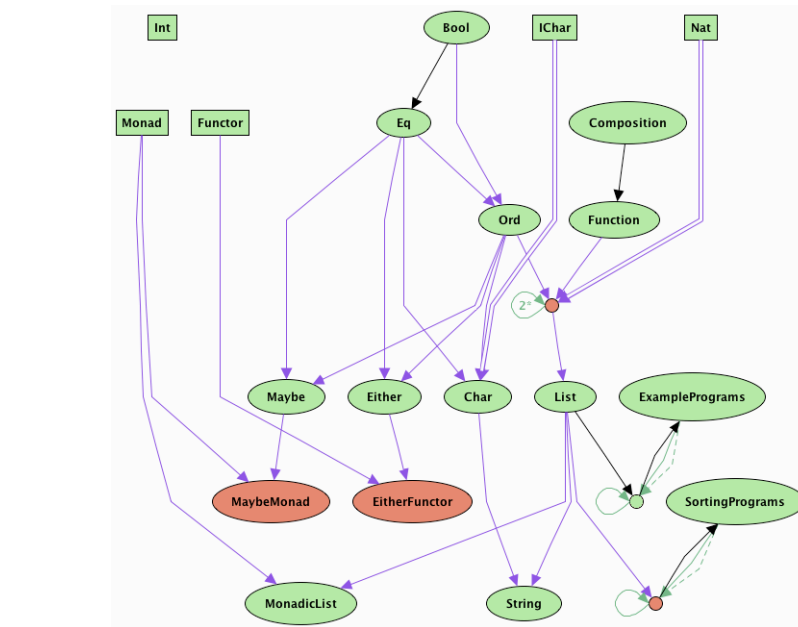 Int
Bool
IChar
Nat
Monad
Functor
Eq
Composition
Ord
Function
2*
Maybe
Either
Char
List
ExamplePrograms
MaybeMonad
EitherFunctor
SortingPrograms
MonadicList
String